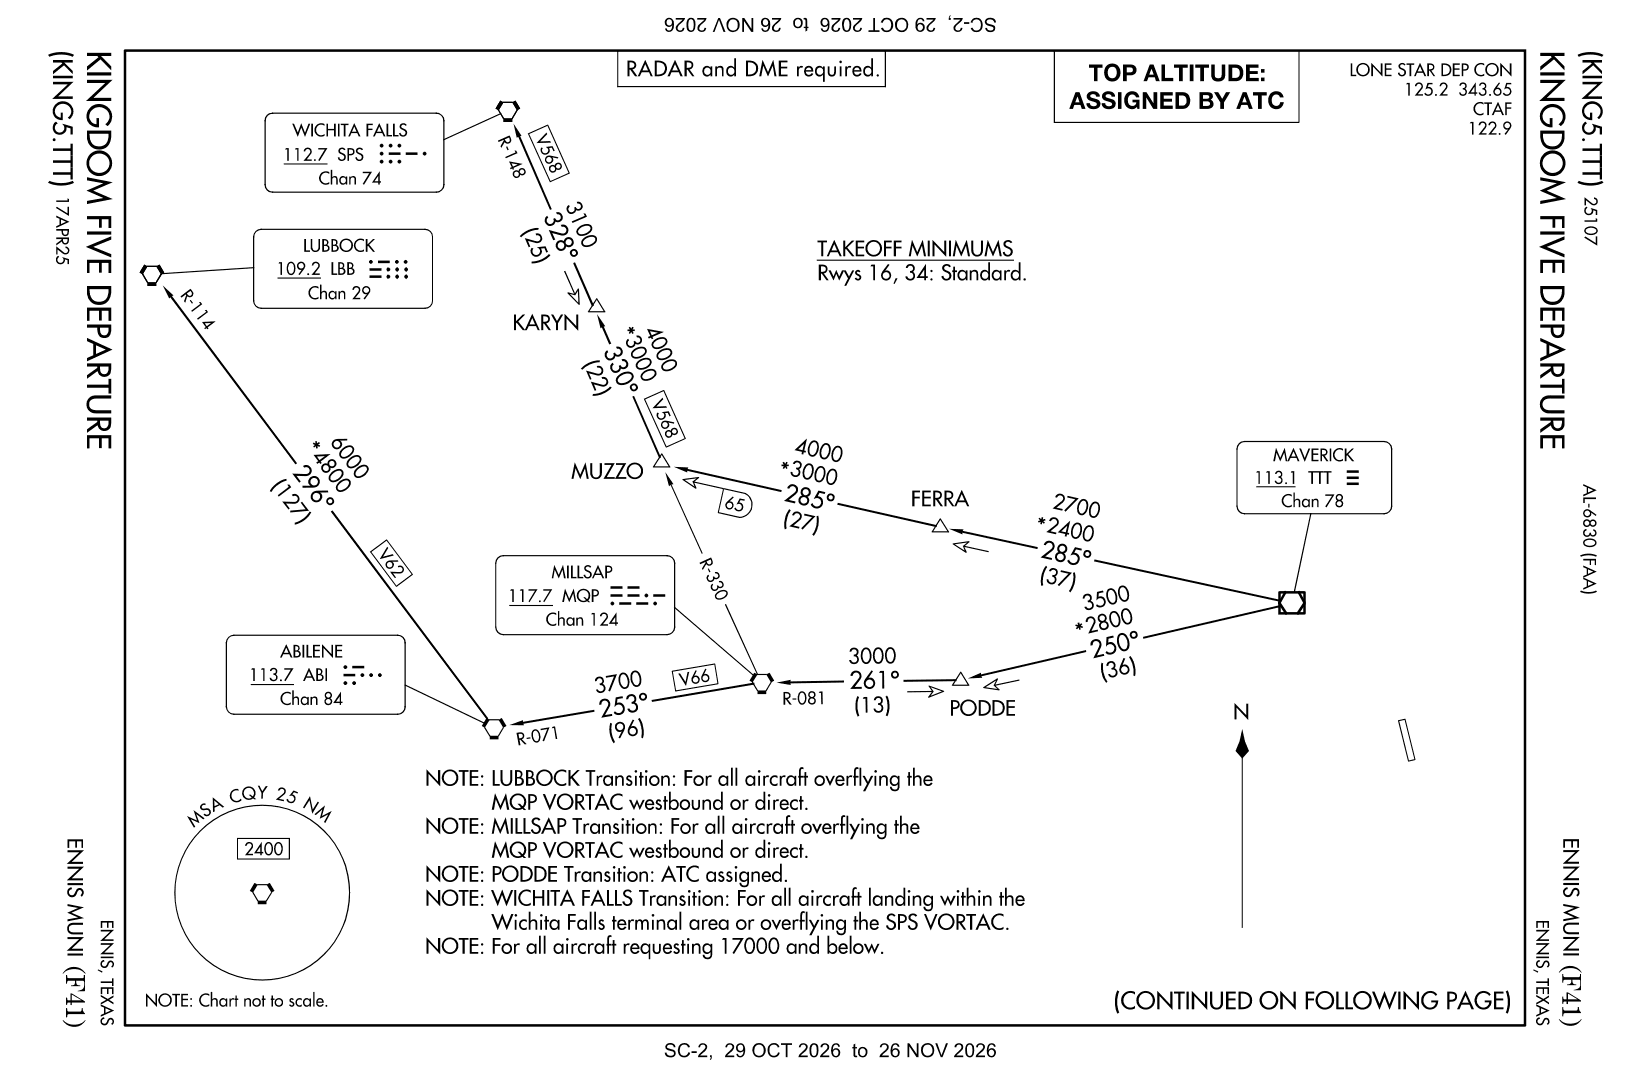 SC-2, 29 OCT 2026 to 26 NOV 2026
KINGDOM FIVE DEPARTURE
(KING5.TTT) 17APR25
ENNIS MUNI (F41)
ENNIS, TEXAS
RADAR and DME required.
TOP ALTITUDE:
ASSIGNED BY ATC
LONE STAR DEP CON
125.2 343.65
CTAF
122.9
(KING5.TTT) 25107
KINGDOM FIVE DEPARTURE
AL-6830 (FAA)
ENNIS MUNI (F41)
ENNIS, TEXAS
WICHITA FALLS
112.7 SPS
Chan 74
R-148
V568
3100
328°
(25)
LUBBOCK
109.2 LBB
Chan 29
R-114
KARYN
TAKEOFF MINIMUMS
Rwys 16, 34: Standard.
4000
*3000
330°
(22)
V568
6000
*4800
296°
(127)
V62
MUZZO
65
4000
*3000
285°
(27)
FERRA
2700
*2400
285°
(37)
MAVERICK
113.1 TTT
Chan 78
MILLSAP
117.7 MQP
Chan 124
R-330
3500
*2800
250°
(36)
ABILENE
113.7 ABI
Chan 84
R-071
3700
253°
(96)
V66
R-081
3000
261°
(13)
PODDE
N
NOTE: LUBBOCK Transition: For all aircraft overflying the
MQP VORTAC westbound or direct.
NOTE: MILLSAP Transition: For all aircraft overflying the
MQP VORTAC westbound or direct.
NOTE: PODDE Transition: ATC assigned.
NOTE: WICHITA FALLS Transition: For all aircraft landing within the
Wichita Falls terminal area or overflying the SPS VORTAC.
NOTE: For all aircraft requesting 17000 and below.
MSA CQY 25 NM
2400
NOTE: Chart not to scale.
(CONTINUED ON FOLLOWING PAGE)
SC-2, 29 OCT 2026 to 26 NOV 2026